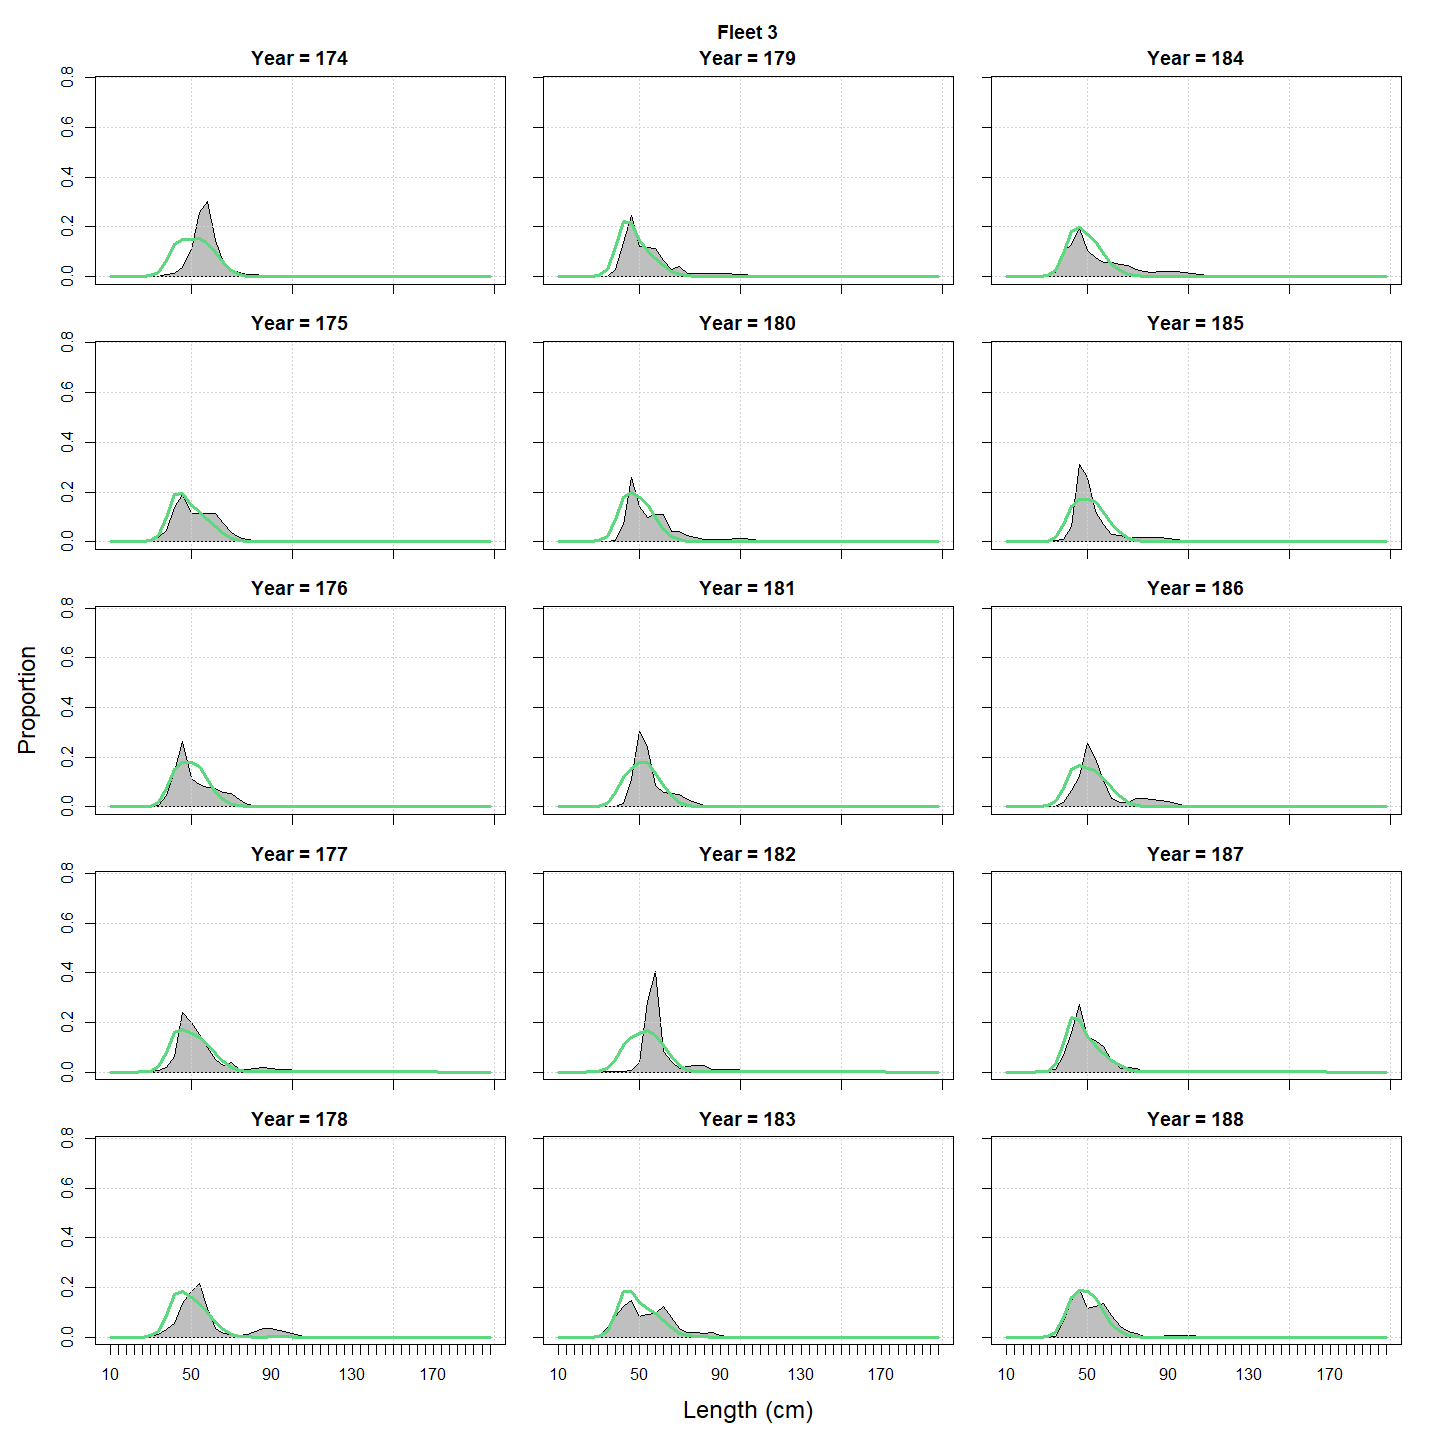 Fleet 3
Year = 174
Year = 179
Year = 184
0.0 0.2 0.4 0.6 0.8
Year = 175
Year = 180
Year = 185
0.0 0.2 0.4 0.6 0.8
Year = 176
Year = 181
Year = 186
0.0 0.2 0.4 0.6 0.8
Proportion
Year = 177
Year = 182
Year = 187
0.0 0.2 0.4 0.6 0.8
Year = 178
Year = 183
Year = 188
0.0 0.2 0.4 0.6 0.8
10 50 90 130 170
10 50 90 130 170
10 50 90 130 170
Length (cm)